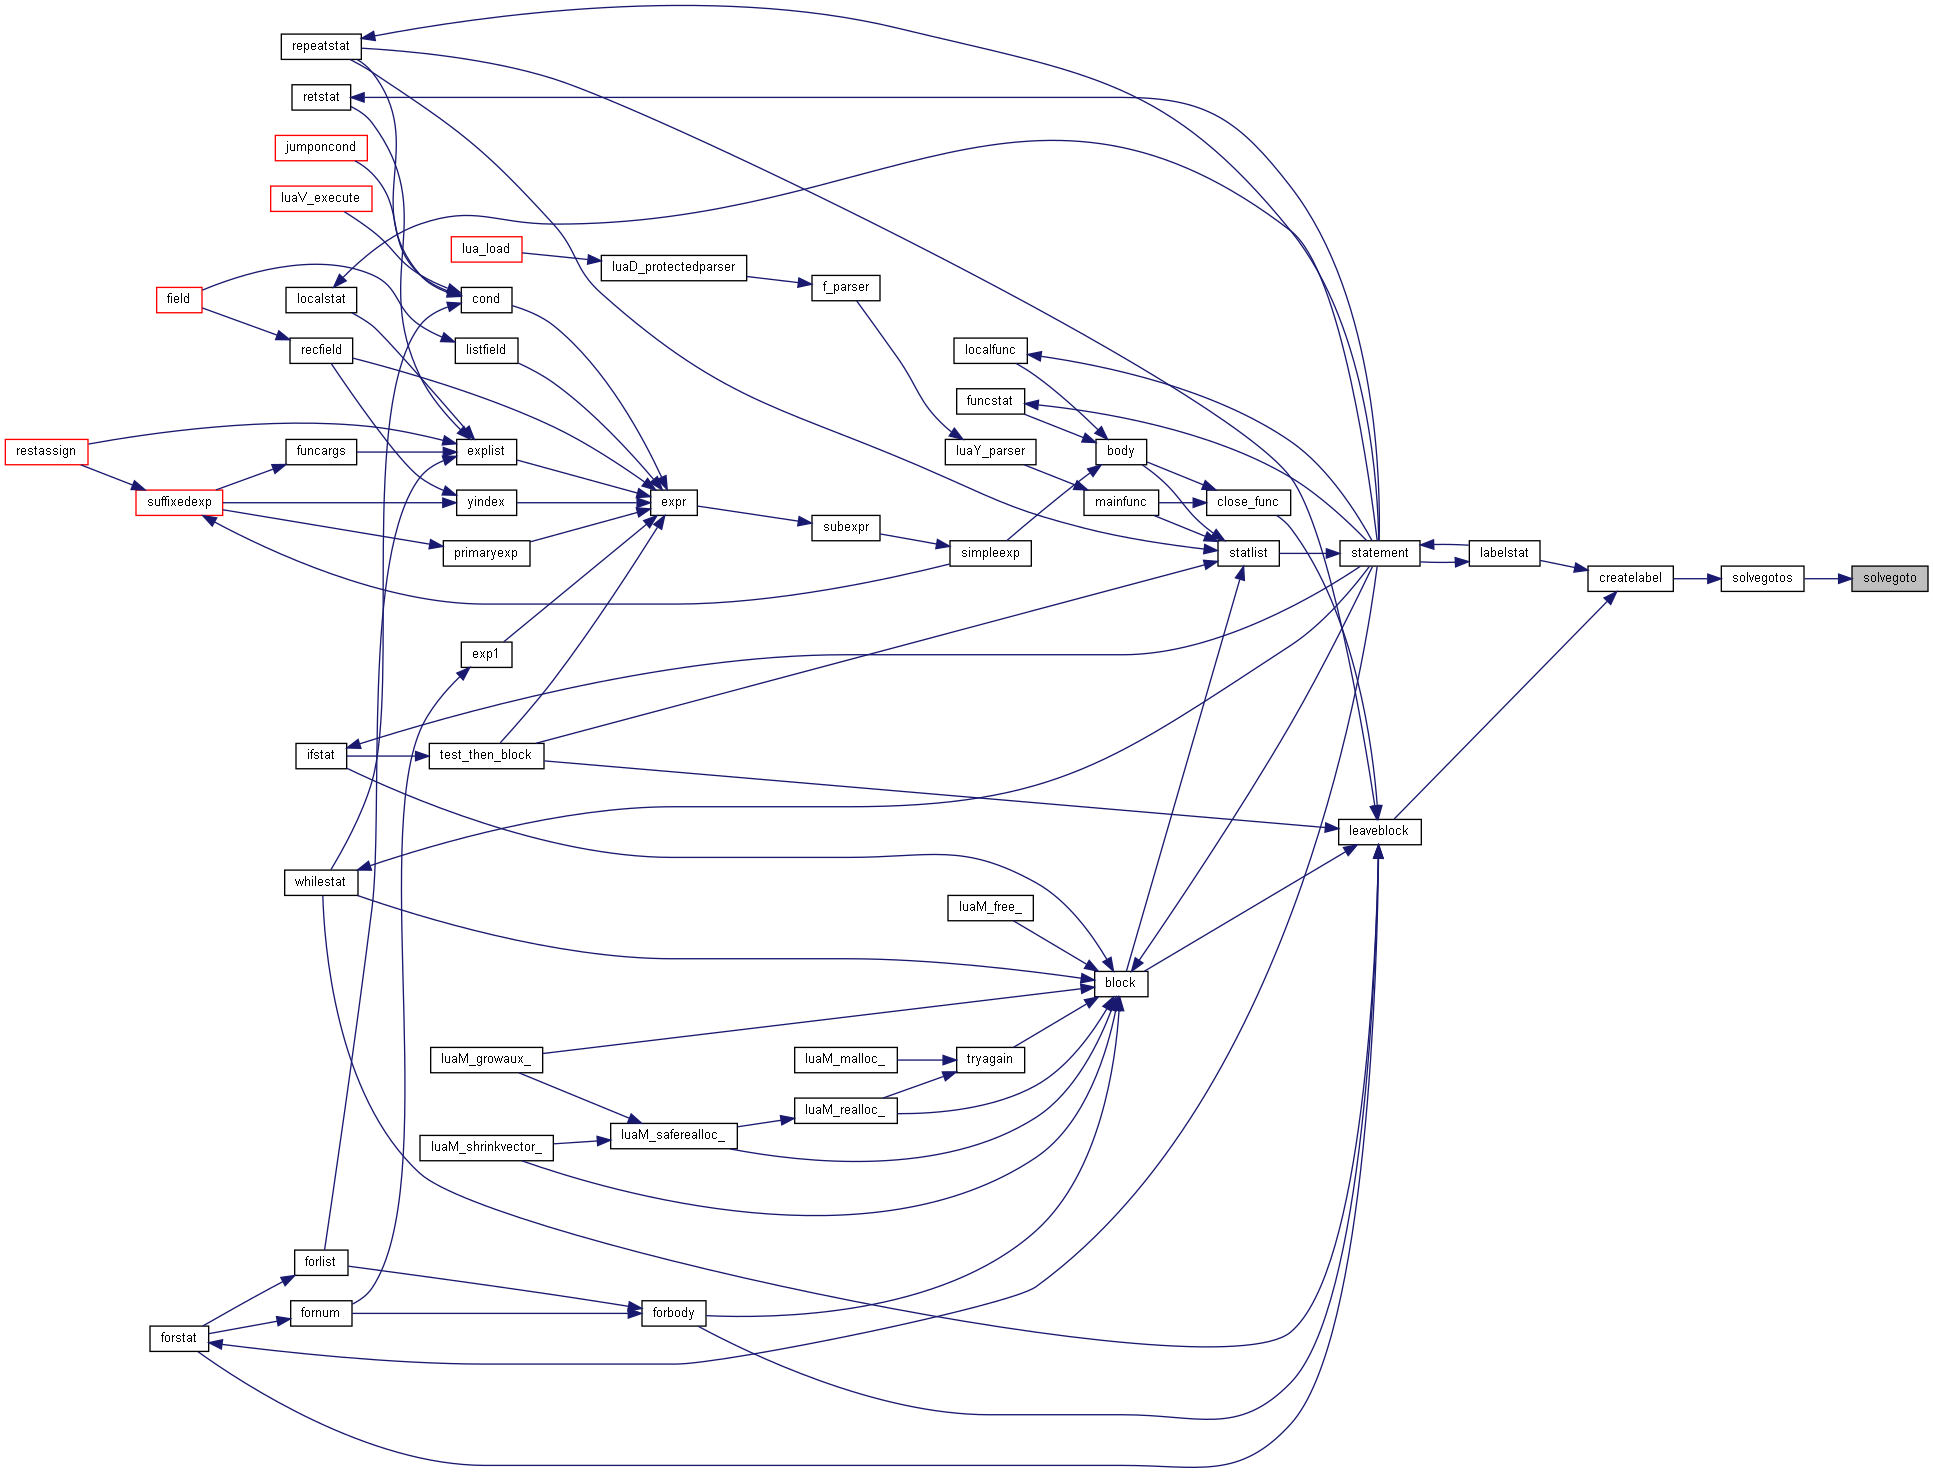 repeatstat
retstat
jumponcond
luaV_execute
lua_load
luaD_protectedparser
f_parser
field
localstat
cond
recfield
listfield
localfunc
funcstat
restassign
funcargs
explist
luaY_parser
body
suffixedexp
yindex
expr
mainfunc
close_func
subexpr
primaryexp
simpleexp
statlist
statement
labelstat
createlabel
solvegotos
solvegoto
exp1
ifstat
test_then_block
leaveblock
whilestat
luaM_free_
block
luaM_growaux_
luaM_malloc_
tryagain
luaM_realloc_
luaM_shrinkvector_
luaM_saferealloc_
forlist
fornum
forbody
forstat